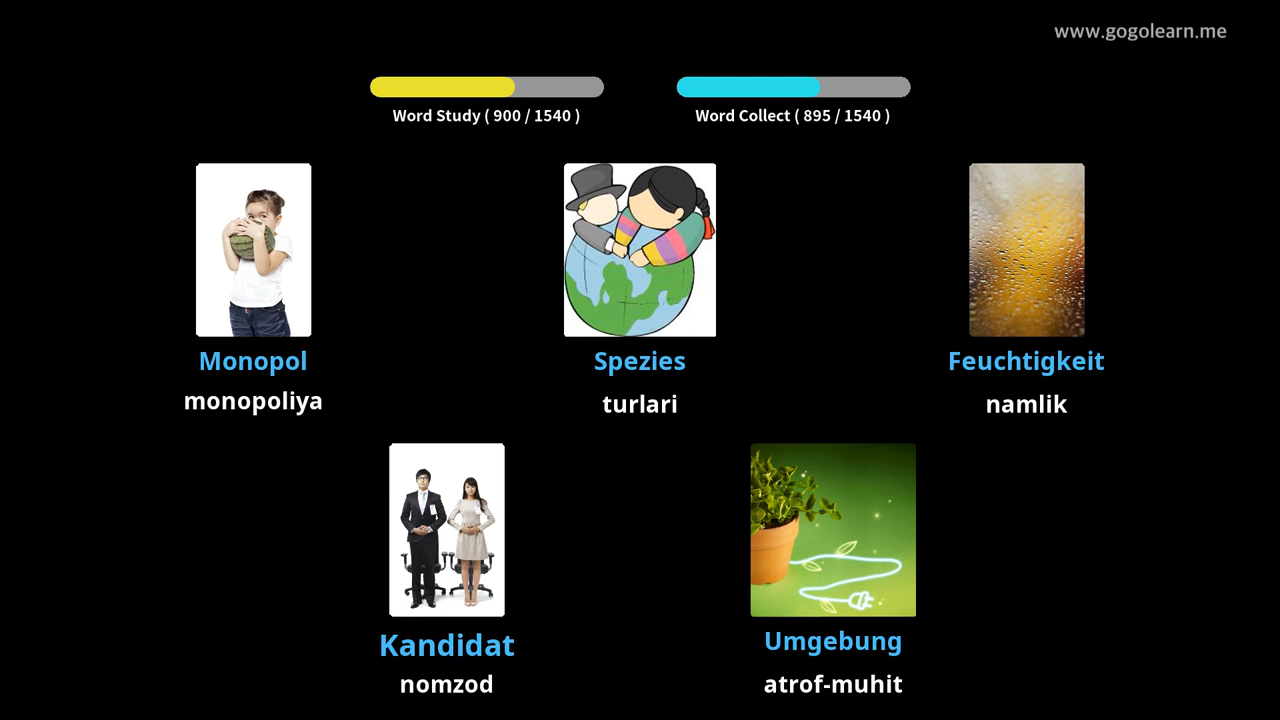 www.gogolearn.me
Word Study ( 900 / 1540 )
Word Collect ( 895 / 1540 )
Monopol
monopoliya
Spezies
turlari
Feuchtigkeit
namlik
Kandidat
nomzod
Umgebung
atrof-muhit